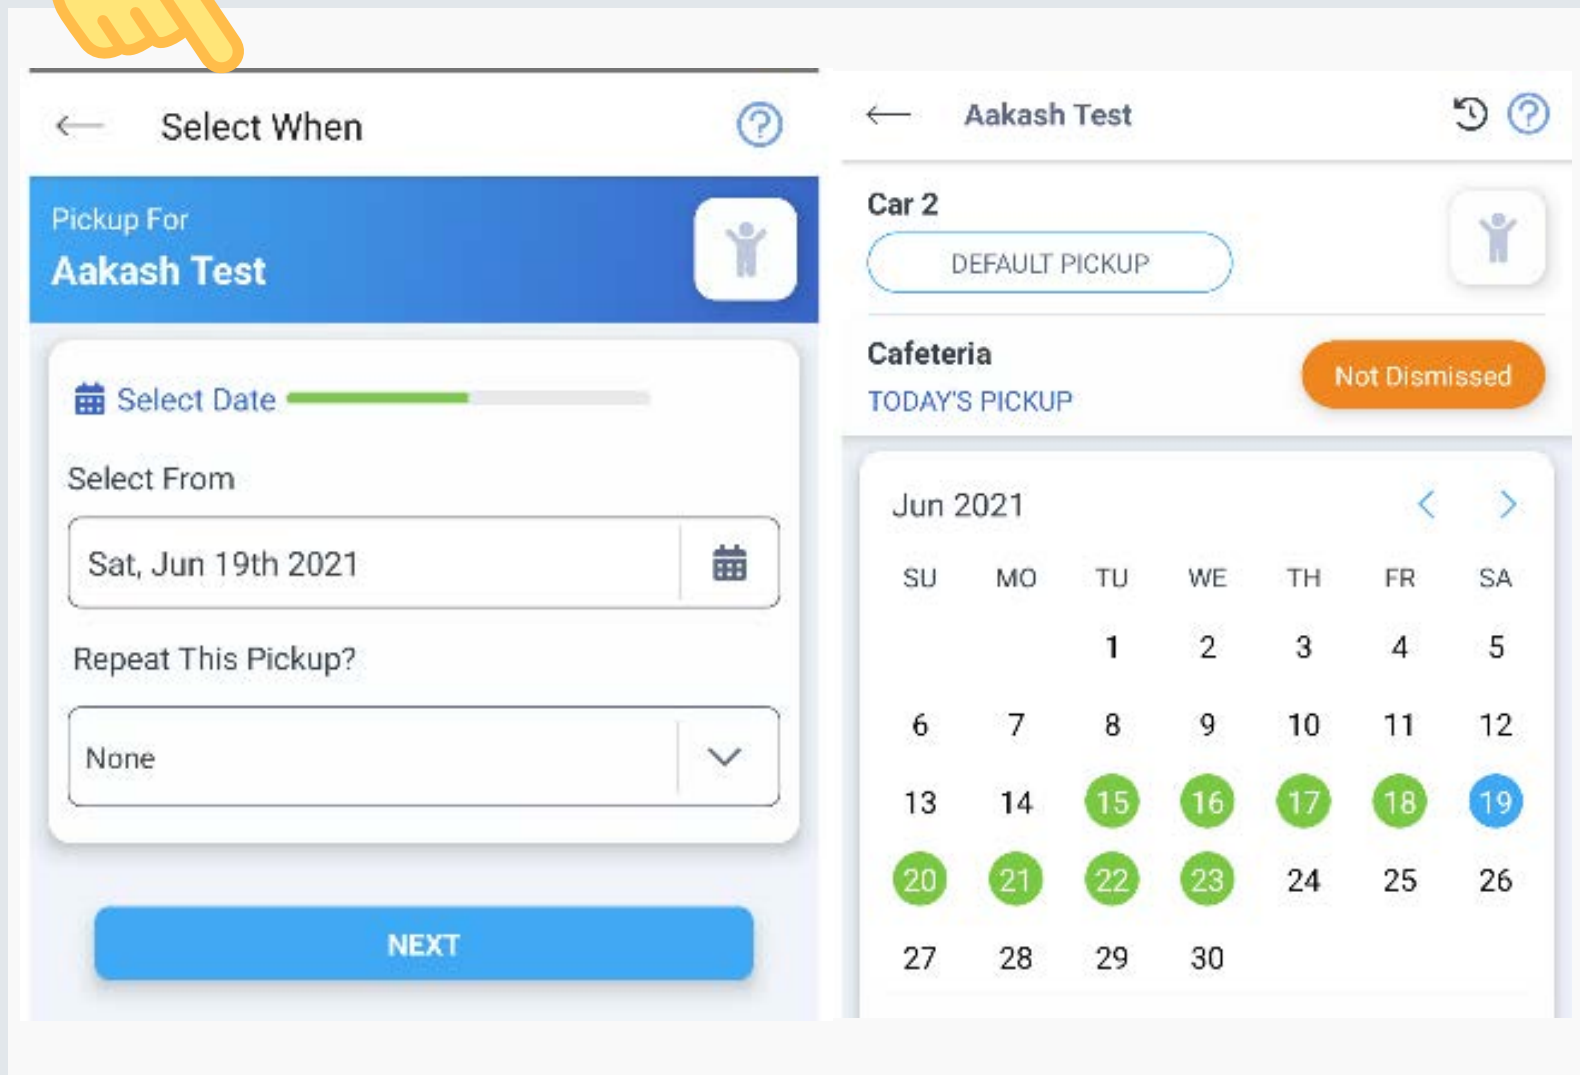 Select When
Pickup For
Aakash Test
Select Date
Select From
Sat, Jun 19th 2021
Repeat This Pickup?
None
NEXT
Aakash Test
Car 2
DEFAULT PICKUP
Cafeteria
TODAY'S PICKUP
Not Dismissed
Jun 2021
SU MO TU WE TH FR SA
1 2 3 4 5
6 7 8 9 10 11 12
13 14 15 16 17 18 19
20 21 22 23 24 25 26
27 28 29 30